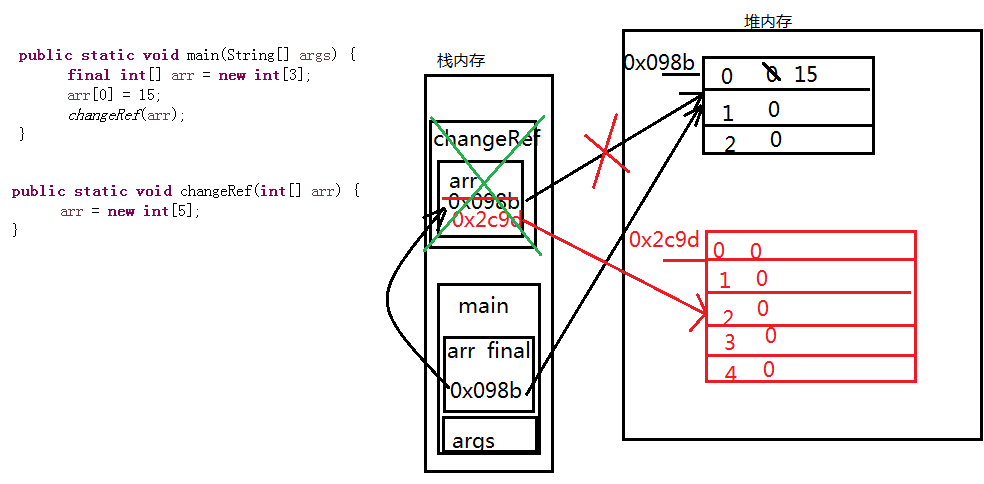 public static void main(String[] args) {
final int[] arr = new int[3];
arr[0] = 15;
changeRef(arr);
}
public static void changeRef(int[] arr) {
arr = new int[5];
}
栈内存
changeRef
arr
0x098b
0x2c9d
main
arr final
0x098b
args
堆内存
0x098b
0 0 15
1 0
2 0
0x2c9d
0 0
1 0
2 0
3 0
4 0